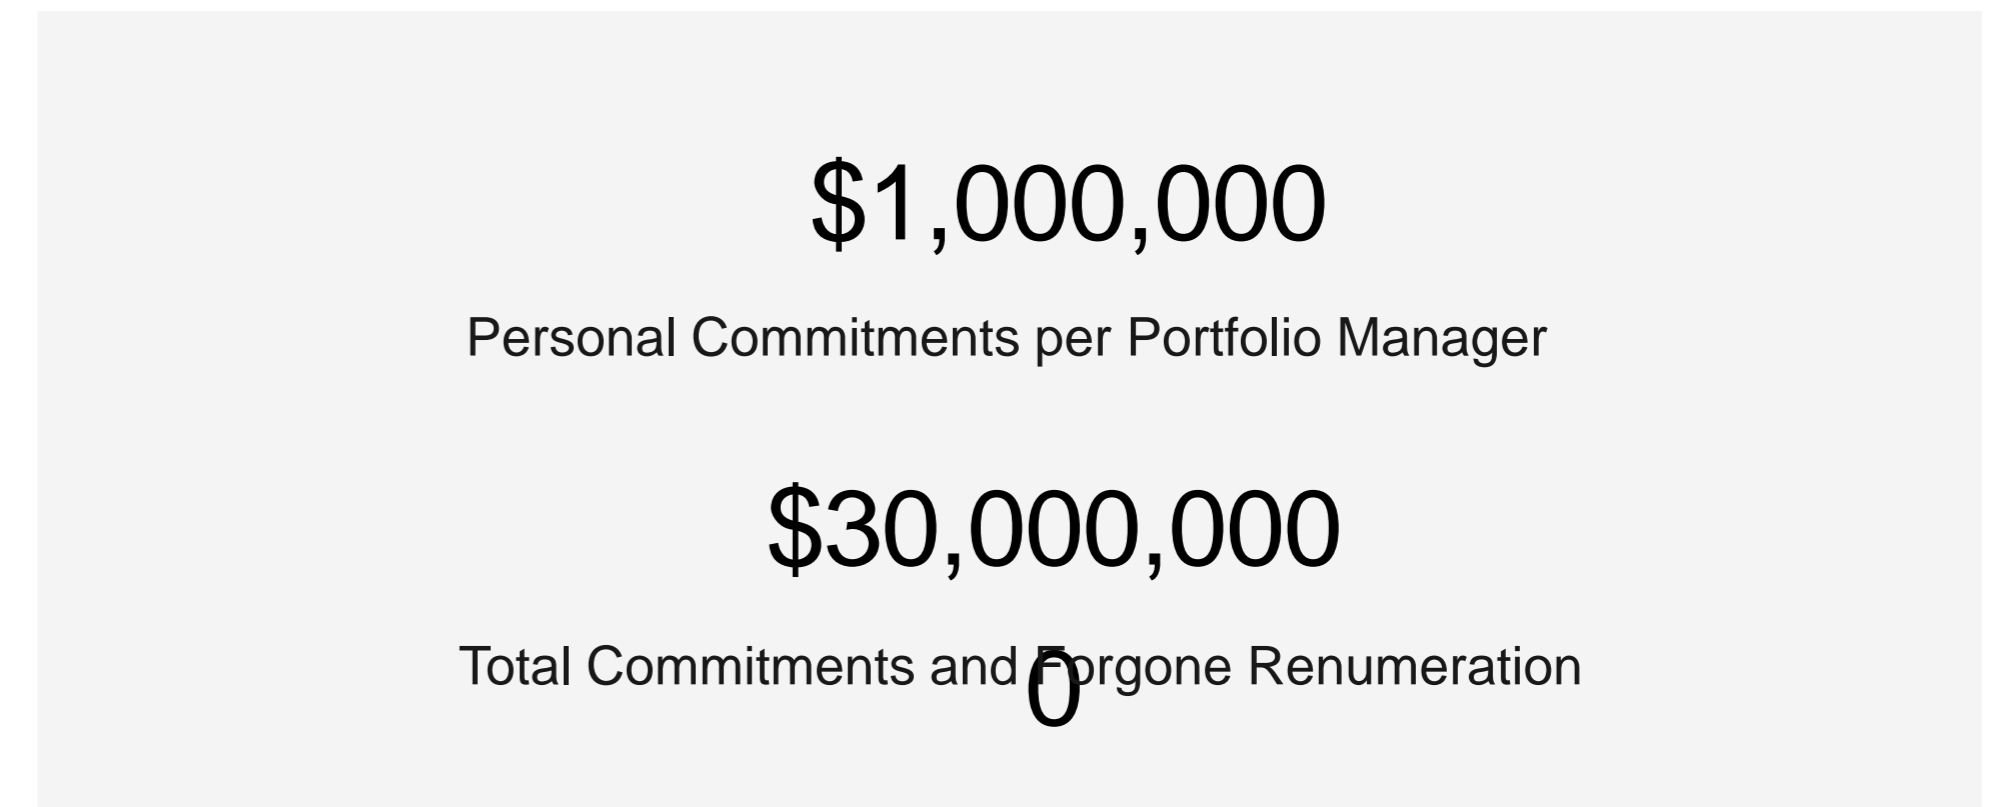 $1,000,000
Personal Commitments per Portfolio Manager
$30,000,000
Total Commitments and Forgone Renumeration
0